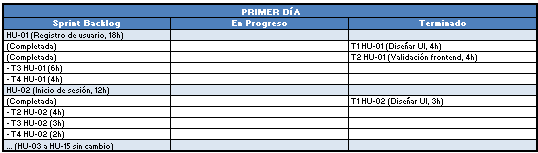 PRIMER DÍA
Sprint Backlog En Progreso Terminado
HU-01 (Registro de usuario, 18h)
(Completada) T1 HU-01 (Diseñar UI, 4h)
(Completada) T2 HU-01 (Validación frontend, 4h)
- T3 HU-01 (6h)
- T4 HU-01 (4h)
HU-02 (Inicio de sesión, 12h)
(Completada) T1 HU-02 (Diseñar UI, 3h)
- T2 HU-02 (4h)
- T3 HU-02 (3h)
- T4 HU-02 (2h)
... (HU-03 a HU-15 sin cambio)